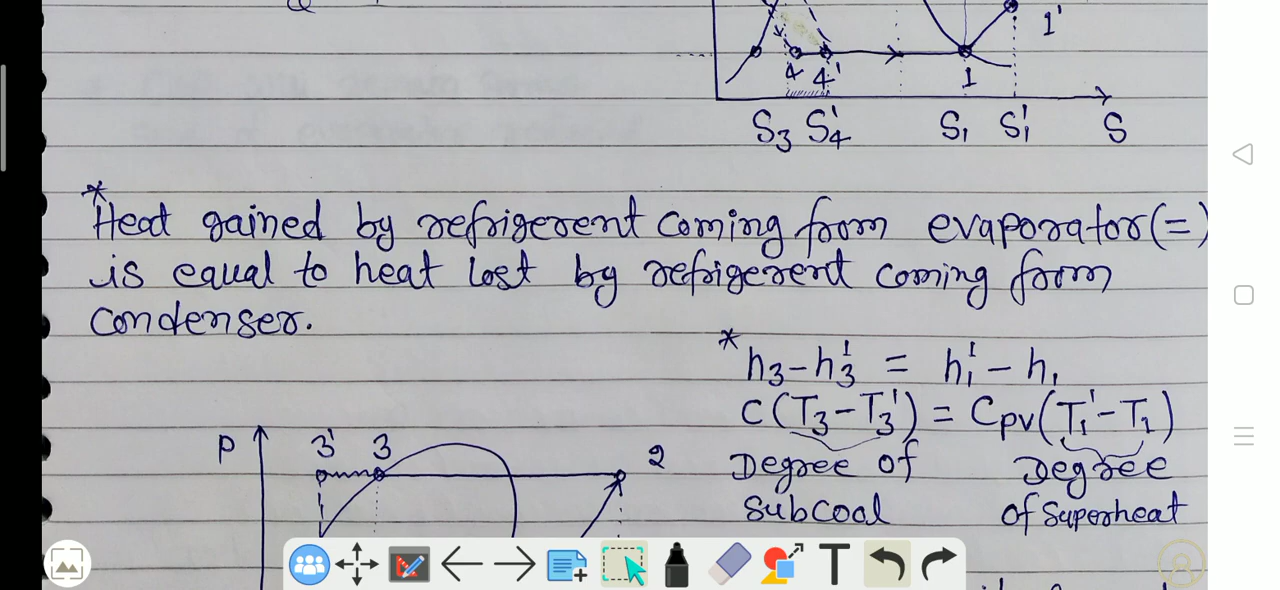 1'
4 4' 1
S3 S4' S1 S1' S
*
Heat gained by refrigerent coming from evaporator(=)
is equal to heat lost by refrigerent coming from
condenser.
* h3-h3' = h1'-h1
C(T3-T3') = Cpv(T1'-T1)
P 3' 3 2
Degree of Degree
SubCoal Of Superheat
T